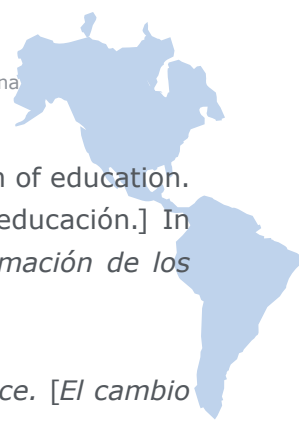 of education.
educación.] In
mación de los
ce. [El cambio